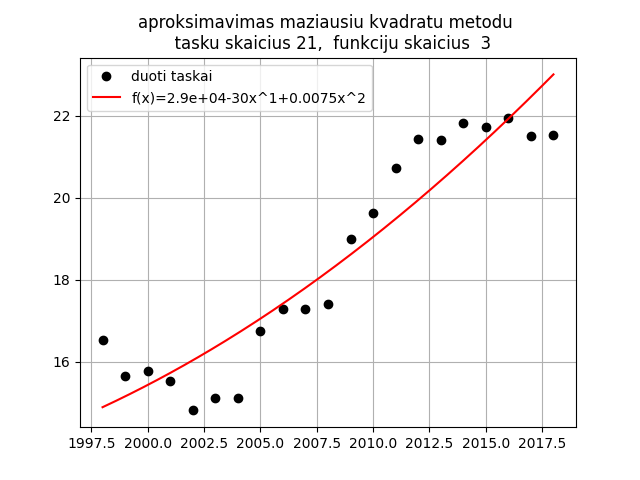 aproksimavimas maziausiu kvadratu metodu
tasku skaicius 21,  funkciju skaicius  3
duoti taskai
f(x)=2.9e+04-30x^1+0.0075x^2
22
20
18
16
1997.5 2000.0 2002.5 2005.0 2007.5 2010.0 2012.5 2015.0 2017.5